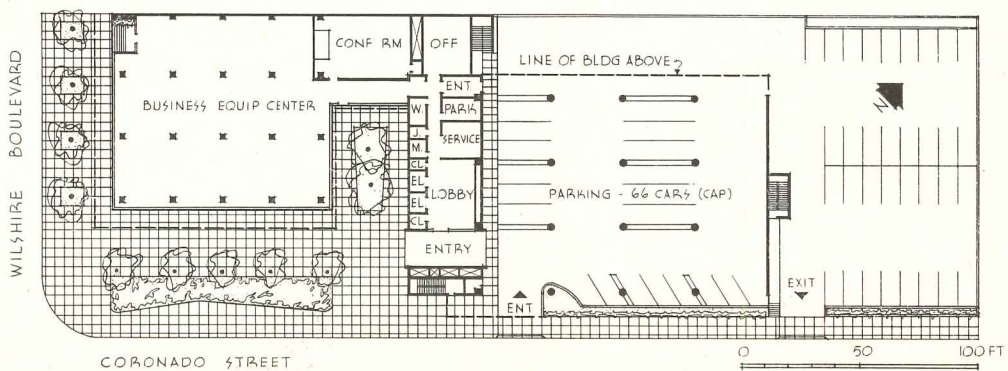 WILSHIRE BOULEVARD
CONF RM
OFF
LINE OF BLDG ABOVE
N
BUSINESS EQUIP CENTER
ENT.
W.
PARK
J.
M.
SERVICE
CL
EL
LOBBY
EL
CL
PARKING - 66 CARS (CAP)
ENTRY
ENT
EXIT
CORONADO STREET
0 50 100 FT